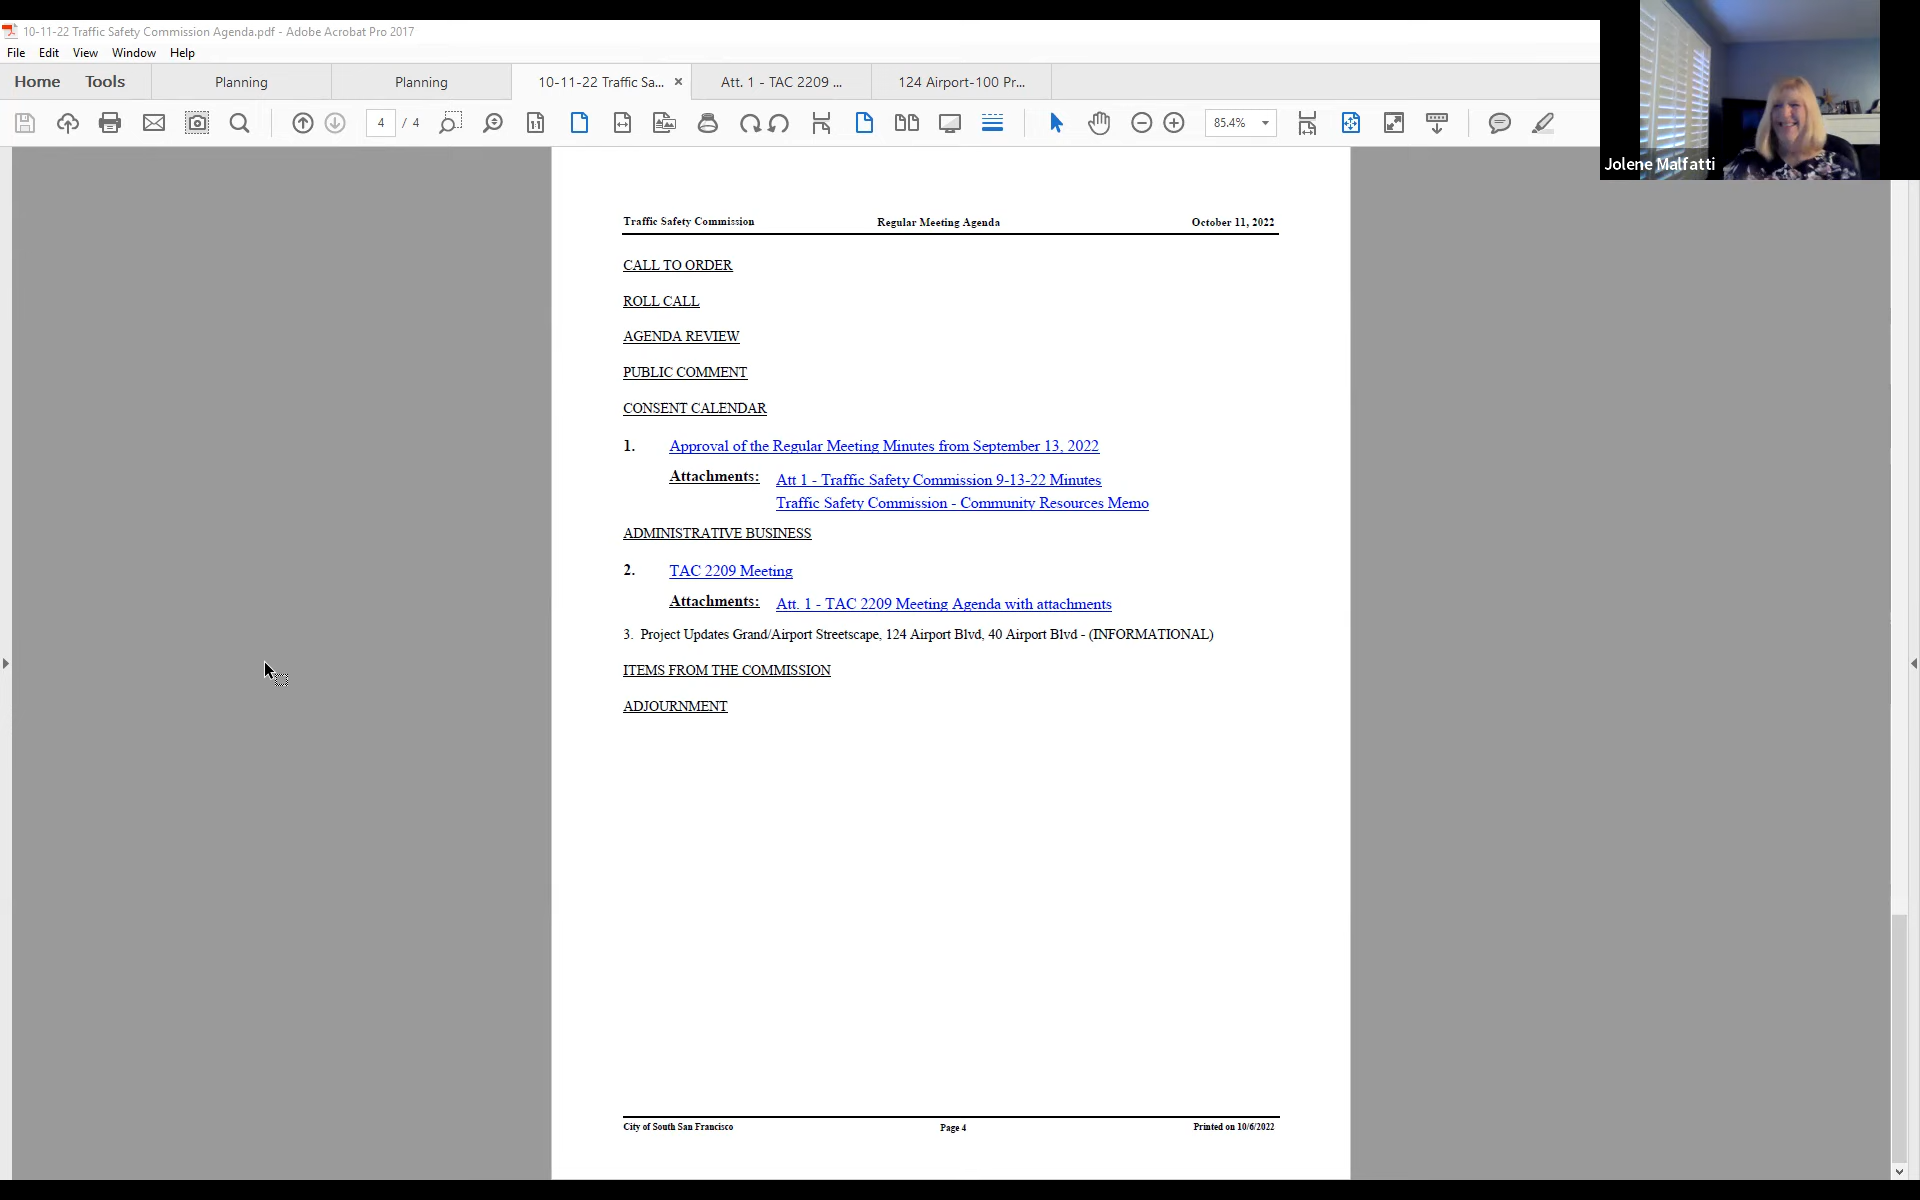 10-11-22 Traffic Safety Commission Agenda.pdf - Adobe Acrobat Pro 2017
File Edit View Window Help
Home Tools Planning Planning 10-11-22 Traffic Sa... × Att. 1 - TAC 2209 ... 124 Airport-100 Pr...
4 / 4 1:1 85.4%
Jolene Malfatti
Traffic Safety Commission Regular Meeting Agenda October 11, 2022
CALL TO ORDER
ROLL CALL
AGENDA REVIEW
PUBLIC COMMENT
CONSENT CALENDAR
1. Approval of the Regular Meeting Minutes from September 13, 2022
Attachments: Att 1 - Traffic Safety Commission 9-13-22 Minutes
Traffic Safety Commission - Community Resources Memo
ADMINISTRATIVE BUSINESS
2. TAC 2209 Meeting
Attachments: Att. 1 - TAC 2209 Meeting Agenda with attachments
3. Project Updates Grand/Airport Streetscape, 124 Airport Blvd, 40 Airport Blvd - (INFORMATIONAL)
ITEMS FROM THE COMMISSION
ADJOURNMENT
City of South San Francisco Page 4 Printed on 10/6/2022